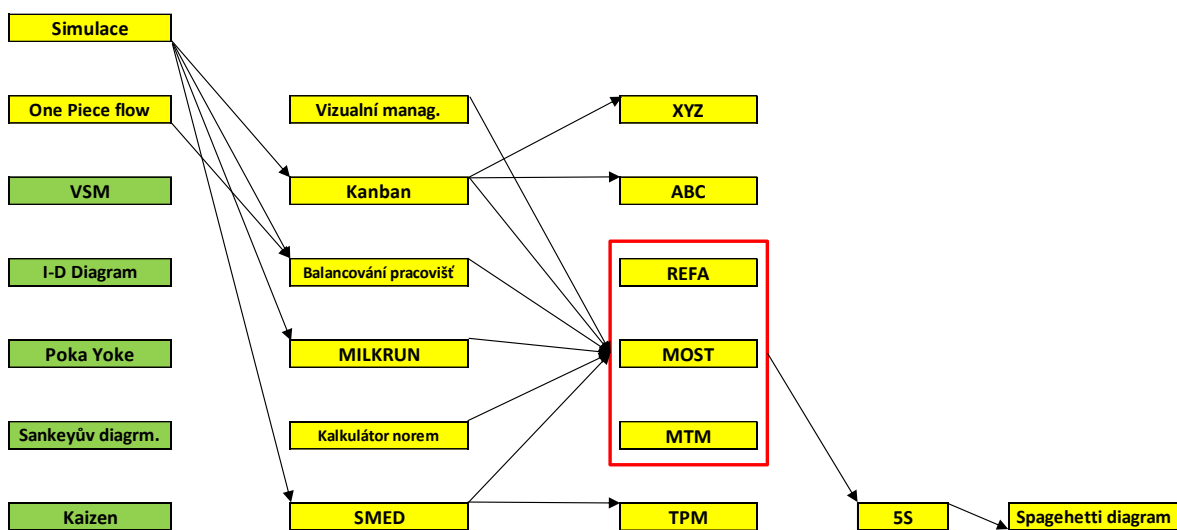 Simulace
One Piece flow
Vizualní manag.
XYZ
VSM
Kanban
ABC
I-D Diagram
Balancování pracovišť
REFA
Poka Yoke
MILKRUN
MOST
Sankeyův diagrm.
Kalkulátor norem
MTM
Kaizen
SMED
TPM
5S
Spagehetti diagram